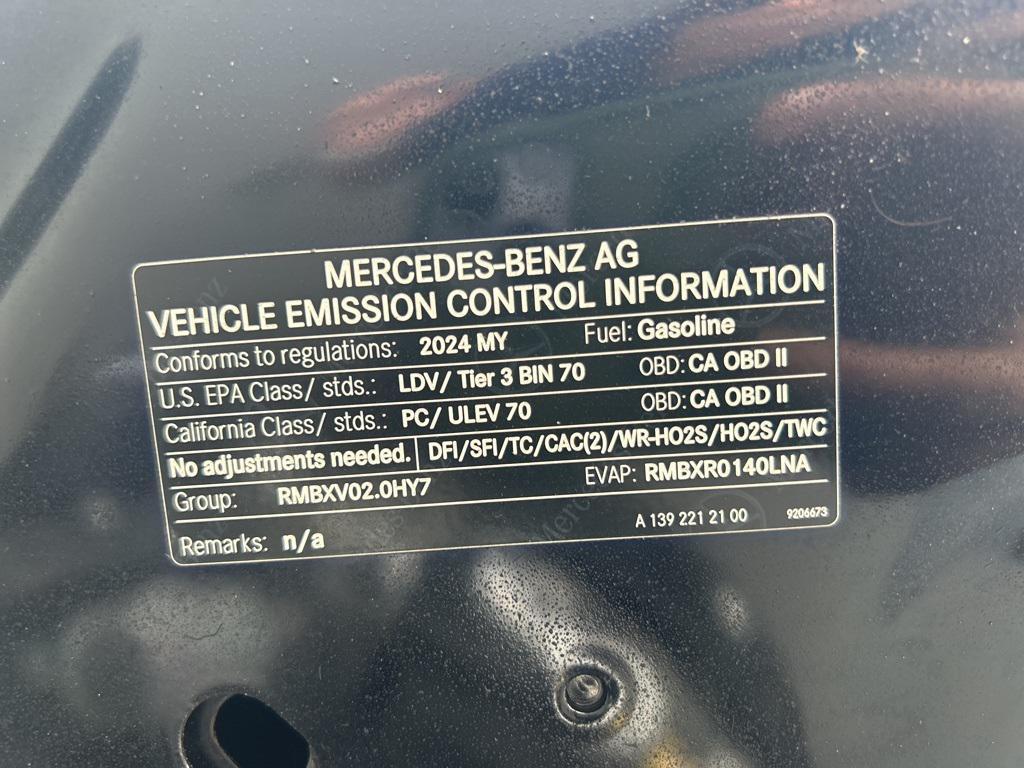 MERCEDES-BENZ AG
VEHICLE EMISSION CONTROL INFORMATION
Conforms to regulations: 2024 MY Fuel: Gasoline
U.S. EPA Class/ stds.: LDV/ Tier 3 BIN 70 OBD: CA OBD II
California Class/ stds.: PC/ ULEV 70 OBD: CA OBD II
No adjustments needed. DFI/SFI/TC/CAC(2)/WR-HO2S/HO2S/TWC
Group: RMBXV02.0HY7 EVAP: RMBXR0140LNA
Remarks: n/a A 139 221 21 00 9206673